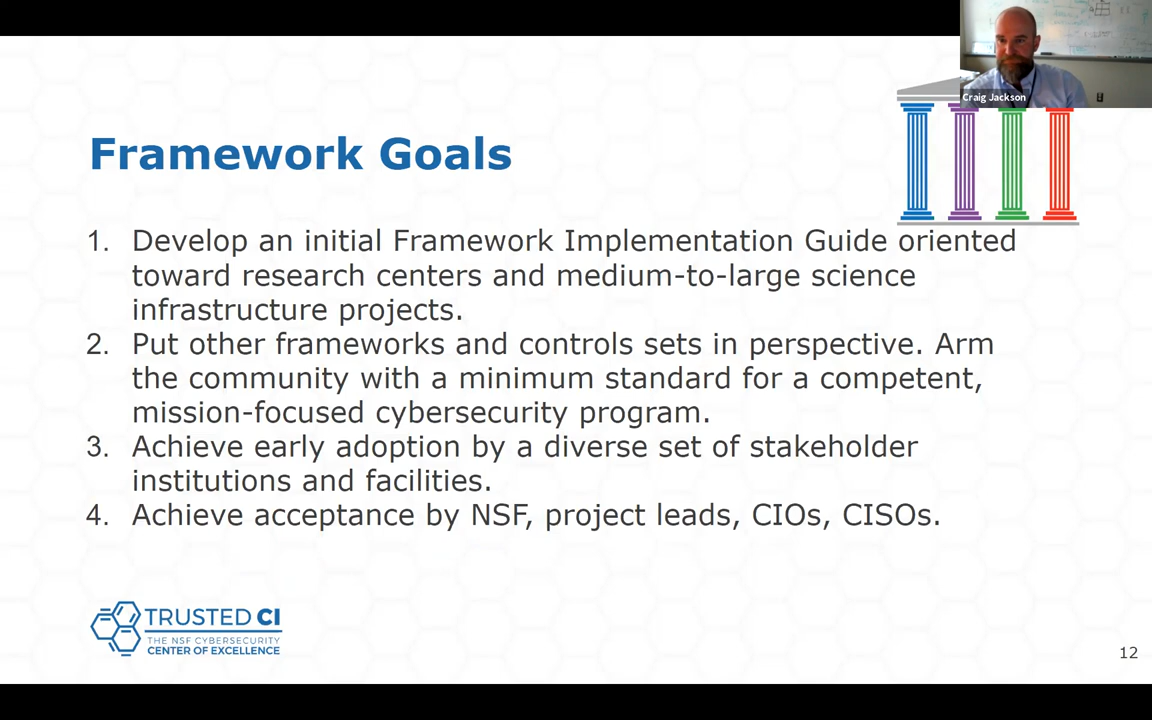 Craig Jackson
Framework Goals
1. Develop an initial Framework Implementation Guide oriented
toward research centers and medium-to-large science
infrastructure projects.
2. Put other frameworks and controls sets in perspective. Arm
the community with a minimum standard for a competent,
mission-focused cybersecurity program.
3. Achieve early adoption by a diverse set of stakeholder
institutions and facilities.
4. Achieve acceptance by NSF, project leads, CIOs, CISOs.
TRUSTED CI
THE NSF CYBERSECURITY
CENTER OF EXCELLENCE
12